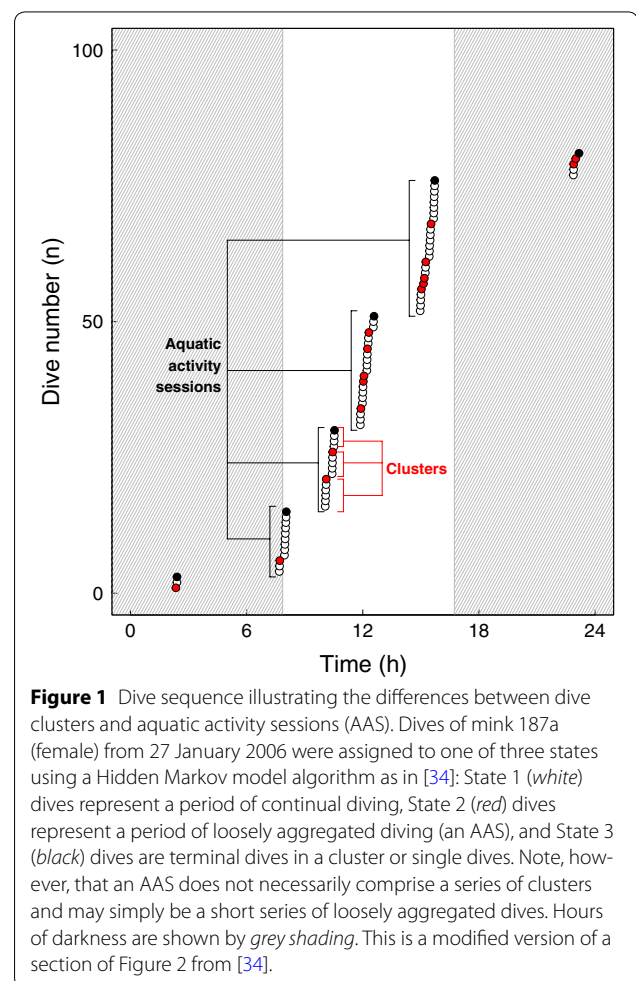 100
50
0
Dive number (n)
Aquatic
activity
sessions
Clusters
0
6
12
18
24
Time (h)
Figure 1 Dive sequence illustrating the differences between dive
clusters and aquatic activity sessions (AAS). Dives of mink 187a
(female) from 27 January 2006 were assigned to one of three states
using a Hidden Markov model algorithm as in [34]: State 1 (white)
dives represent a period of continual diving, State 2 (red) dives
represent a period of loosely aggregated diving (an AAS), and State 3
(black) dives are terminal dives in a cluster or single dives. Note, how-
ever, that an AAS does not necessarily comprise a series of clusters
and may simply be a short series of loosely aggregated dives. Hours
of darkness are shown by grey shading. This is a modified version of a
section of Figure 2 from [34].